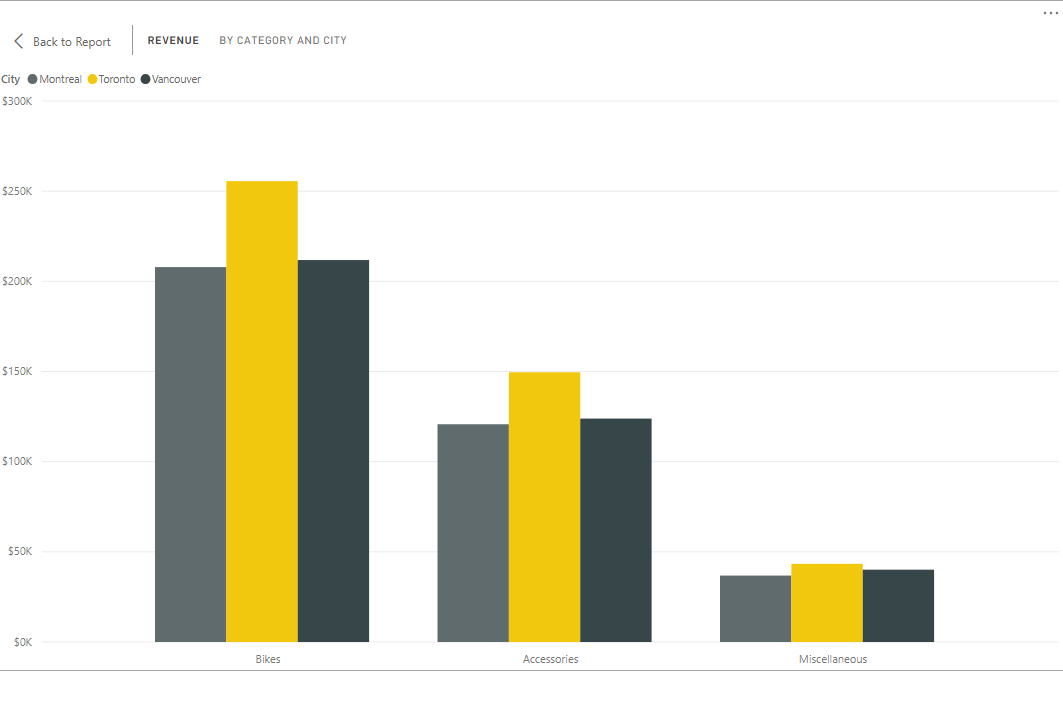 Back to Report REVENUE BY CATEGORY AND CITY
City Montreal Toronto Vancouver
$300K
$250K
$200K
$150K
$100K
$50K
$0K
Bikes Accessories Miscellaneous